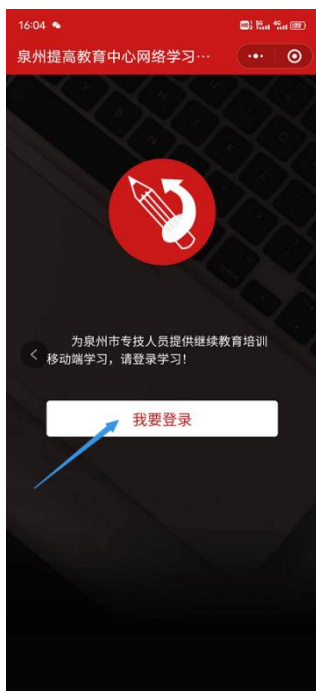 16:04
泉州提高教育中心网络学习…
为泉州市专技人员提供继续教育培训
移动端学习，请登录学习！
我要登录